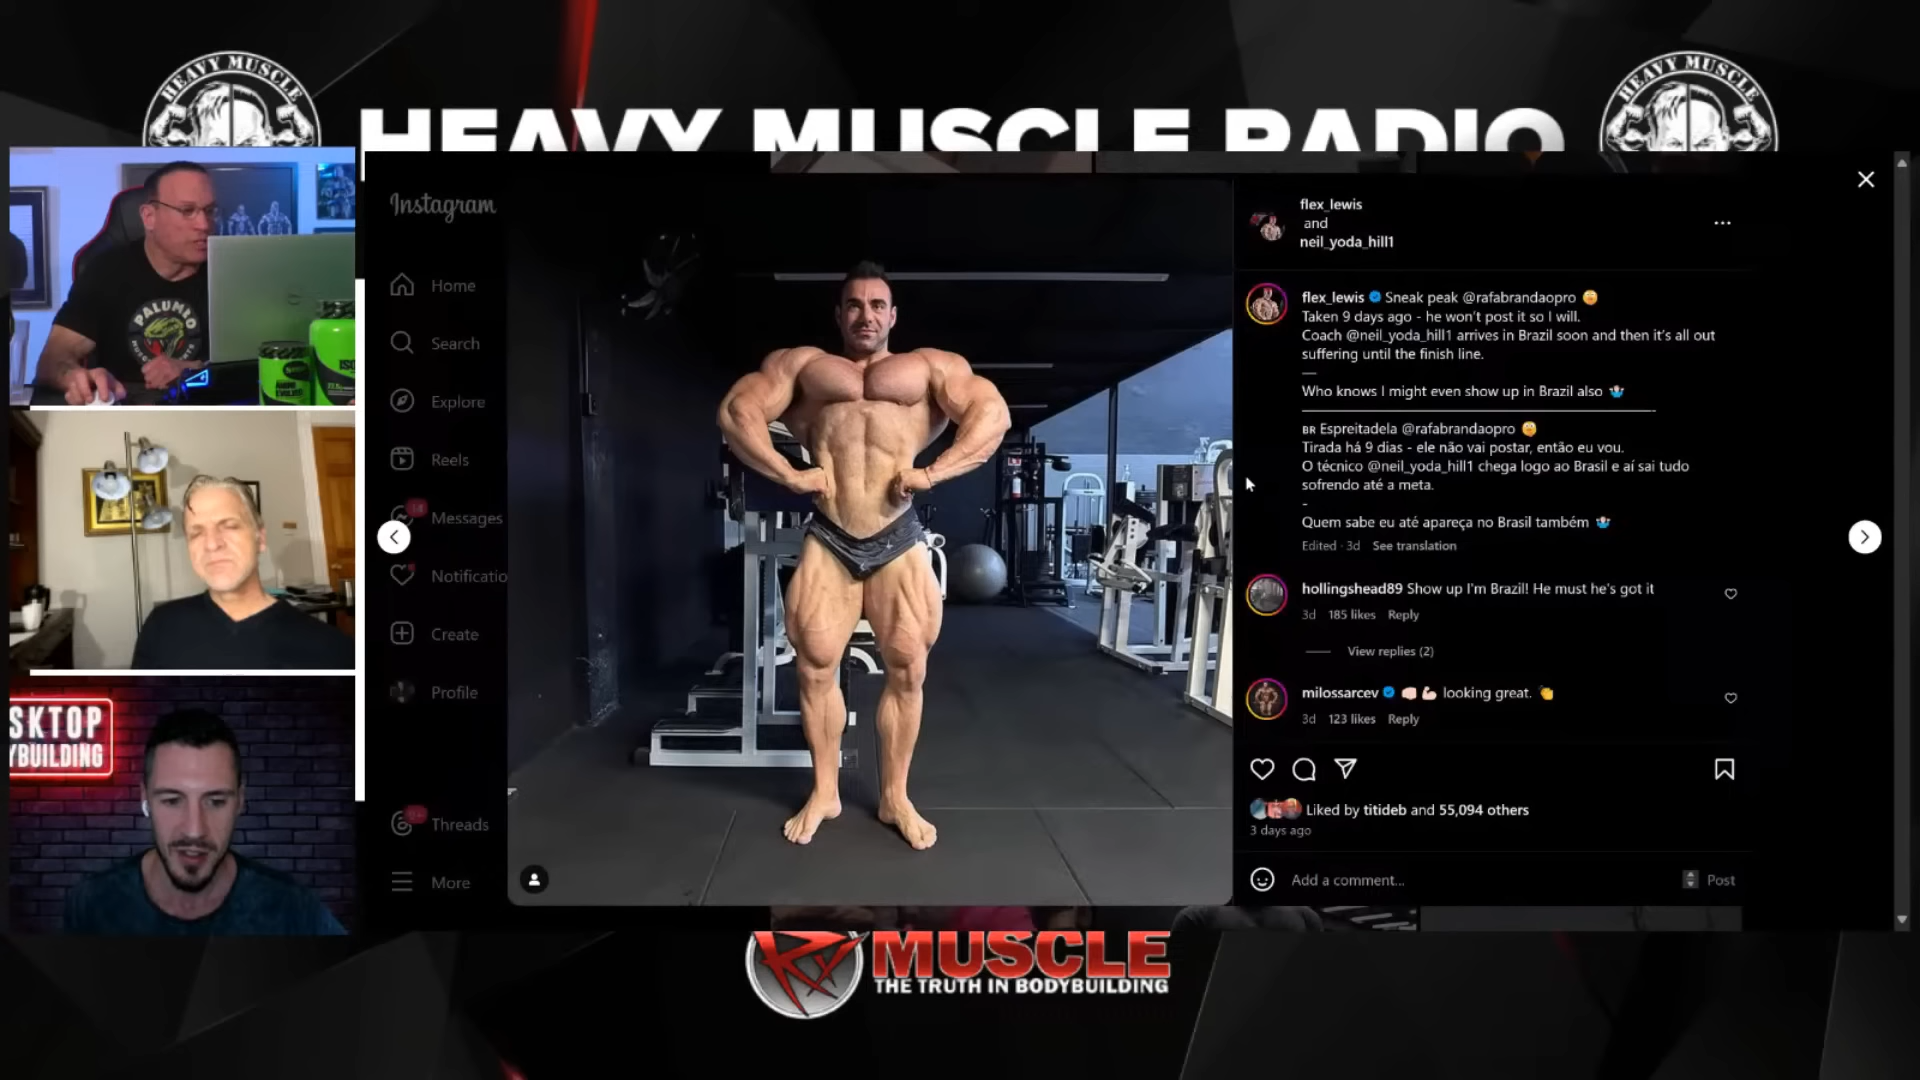 HEAVY MUSCLE
HEAVY MUSCLE RADIO
HEAVY MUSCLE
PALUMBO
SKTOP
YBUILDING
Instagram
Home
Search
Explore
Reels
14
Messages
Notificatio
Create
Profile
9+
Threads
More
flex_lewis
and
neil_yoda_hill1
flex_lewis Sneak peak @rafabrandaopro 🤯
Taken 9 days ago - he won't post it so I will.
Coach @neil_yoda_hill1 arrives in Brazil soon and then it's all out
suffering until the finish line.
—
Who knows I might even show up in Brazil also 🤷
BR Espreitadela @rafabrandaopro 🤯
Tirada há 9 dias - ele não vai postar, então eu vou.
O técnico @neil_yoda_hill1 chega logo ao Brasil e aí sai tudo
sofrendo até a meta.
-
Quem sabe eu até apareça no Brasil também 🤷
Edited · 3d See translation
hollingshead89 Show up I'm Brazil! He must he's got it
3d 185 likes Reply
View replies (2)
milossarcev 👊🏻 💪🏻 looking great. 👏
3d 123 likes Reply
Liked by titideb and 55,094 others
3 days ago
Add a comment...
Post
RX MUSCLE
THE TRUTH IN BODYBUILDING